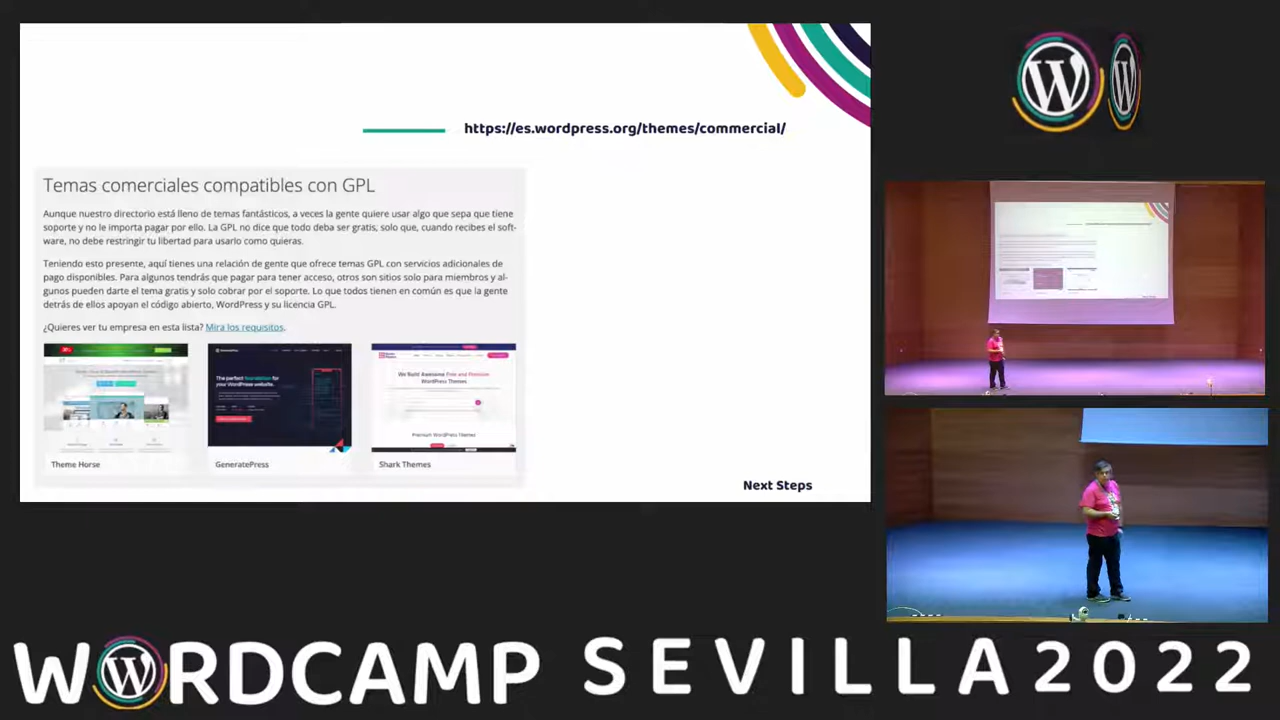 https://es.wordpress.org/themes/commercial/
Temas comerciales compatibles con GPL
Aunque nuestro directorio está lleno de temas fantásticos, a veces la gente quiere usar algo que sepa que tiene
soporte y no le importa pagar por ello. La GPL no dice que todo deba ser gratis, solo que, cuando recibes el soft-
ware, no debe restringir tu libertad para usarlo como quieras.
Teniendo esto presente, aquí tienes una relación de gente que ofrece temas GPL con servicios adicionales de
pago disponibles. Para algunos tendrás que pagar para tener acceso, otros son sitios solo para miembros y al-
gunos pueden darte el tema gratis y solo cobrar por el soporte. Lo que todos tienen en común es que la gente
detrás de ellos apoyan el código abierto, WordPress y su licencia GPL.
¿Quieres ver tu empresa en esta lista? Mira los requisitos.
The perfect foundation for
your WordPress website.
We Build Awesome Free and Premium
WordPress Themes
Premium WordPress Themes
Theme Horse
GeneratePress
Shark Themes
Next Steps
WORDCAMP SEVILLA 2022